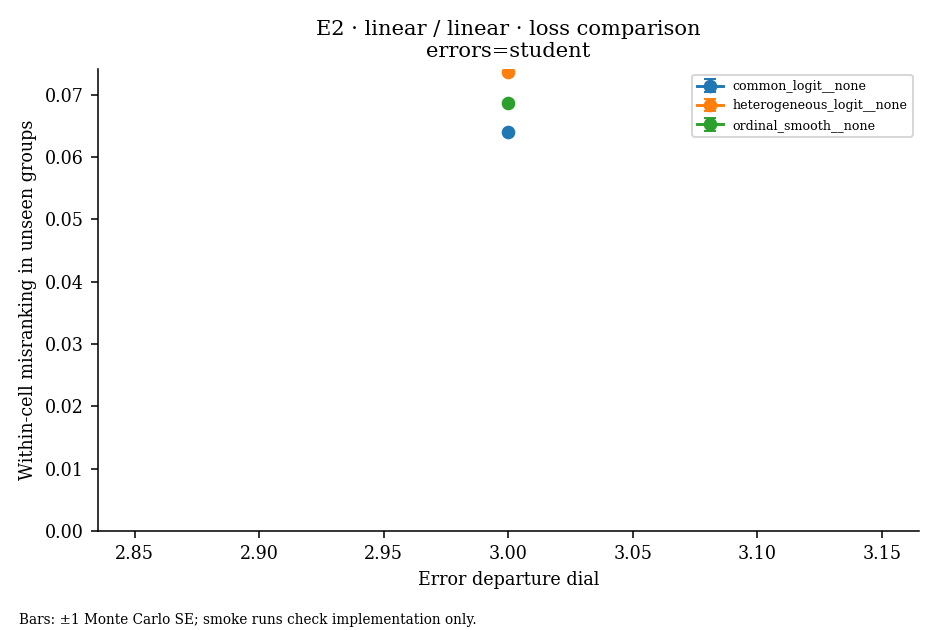 E2 · linear / linear · loss comparison
errors=student
common_logit__none
heterogeneous_logit__none
ordinal_smooth__none
Within-cell misranking in unseen groups
0.07
0.06
0.05
0.04
0.03
0.02
0.01
0.00
2.85 2.90 2.95 3.00 3.05 3.10 3.15
Error departure dial
Bars: ±1 Monte Carlo SE; smoke runs check implementation only.